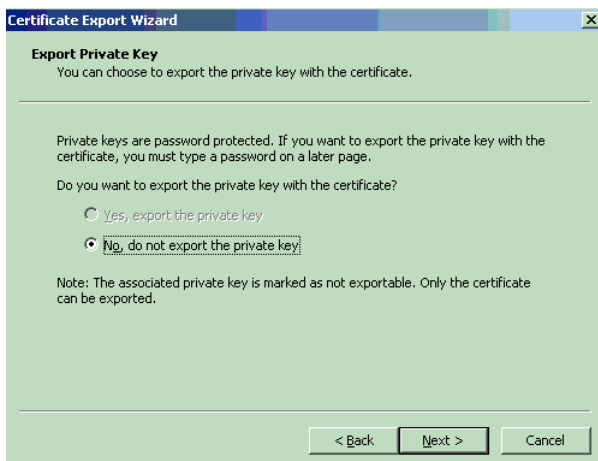 Certificate Export Wizard
Export Private Key
You can choose to export the private key with the certificate.
Private keys are password protected. If you want to export the private key with the
certificate, you must type a password on a later page.
Do you want to export the private key with the certificate?
Yes, export the private key
No, do not export the private key
Note: The associated private key is marked as not exportable. Only the certificate
can be exported.
< Back Next > Cancel